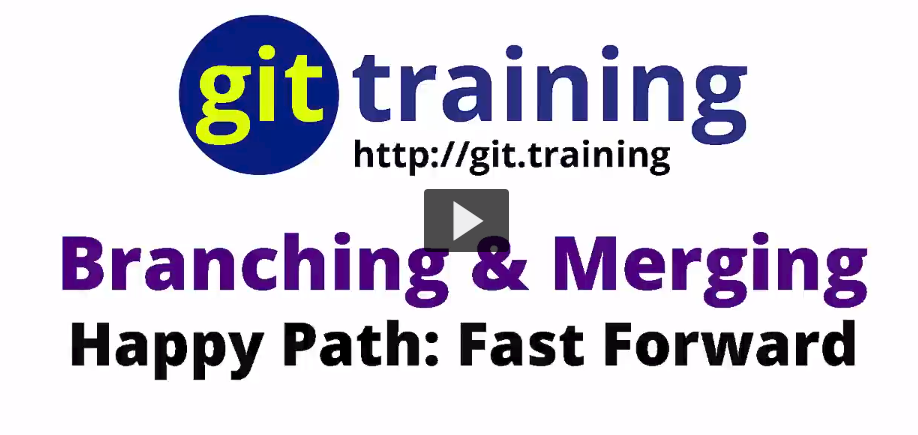 git training
http://git.training
Branching & Merging
Happy Path: Fast Forward